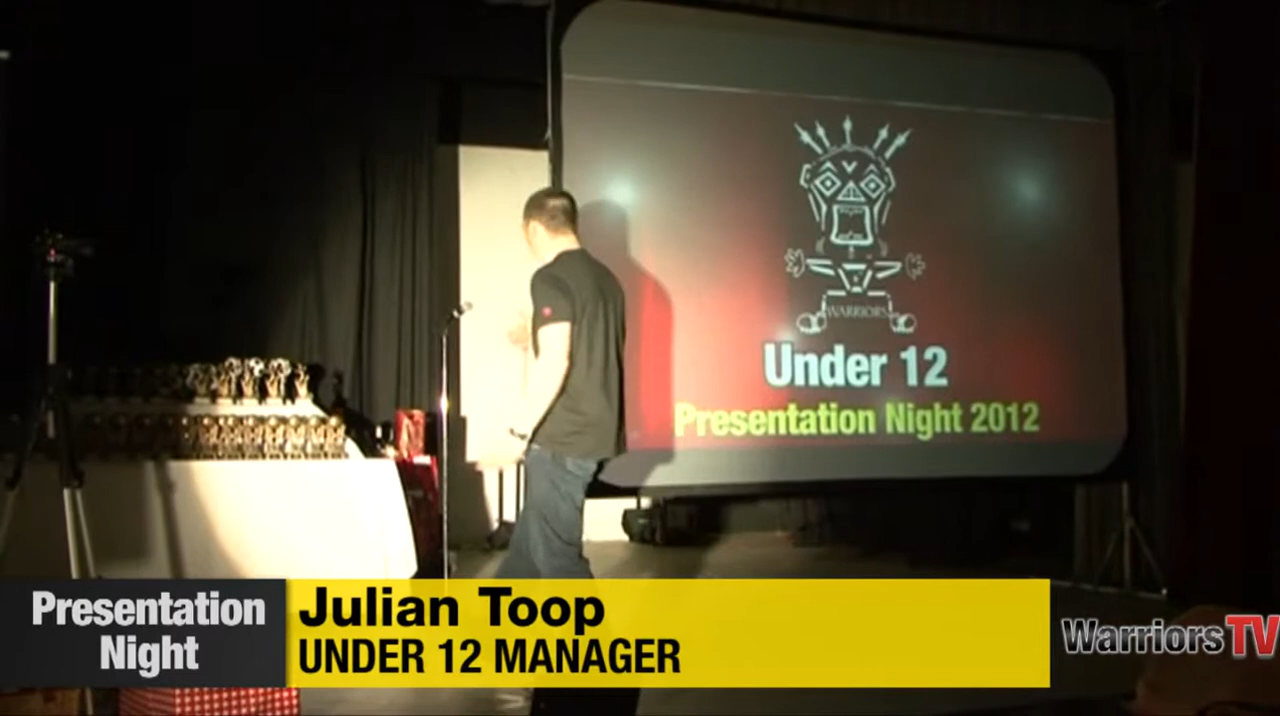 WARRIORS
Under 12
Presentation Night 2012
Presentation
Night
Julian Toop
UNDER 12 MANAGER
WarriorsTV